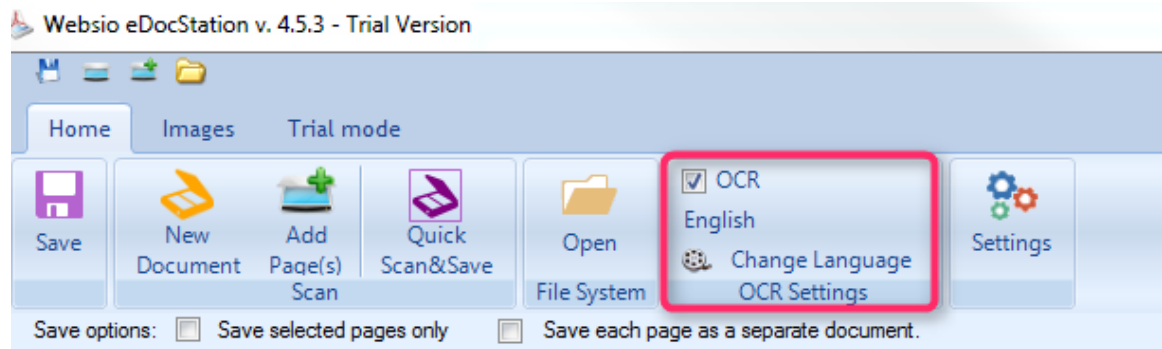 Websio eDocStation v. 4.5.3 - Trial Version
Home Images Trial mode
Save
New Document
Add Page(s)
Quick Scan&Save
Scan
Open
File System
OCR
English
Change Language
OCR Settings
Settings
Save options: Save selected pages only Save each page as a separate document.